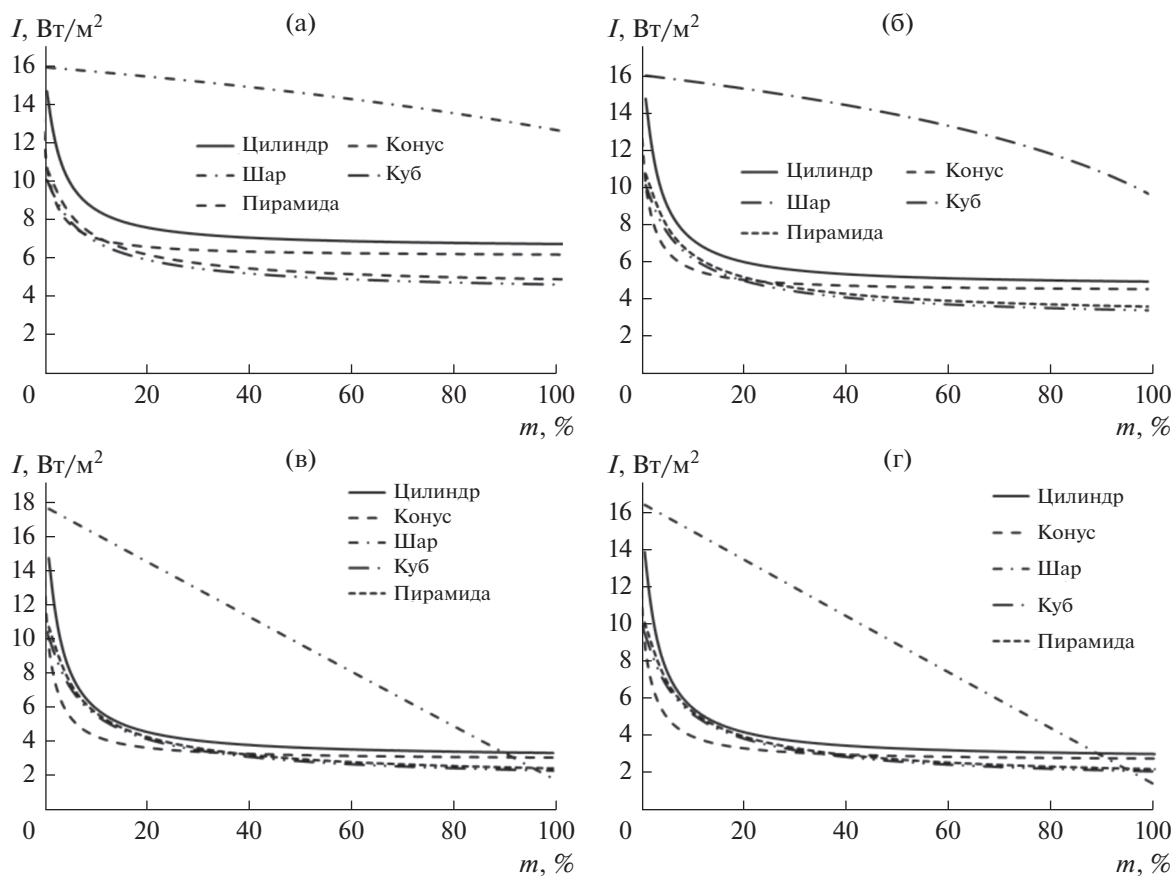 I, Вт/м²
(а)
16
14
12
10
8
6
4
2
0
20
40
60
80
100
m, %
Цилиндр
Конус
Шар
Куб
Пирамида
I, Вт/м²
(б)
16
14
12
10
8
6
4
2
0
20
40
60
80
100
m, %
Цилиндр
Конус
Шар
Куб
Пирамида
I, Вт/м²
(в)
18
16
14
12
10
8
6
4
2
0
20
40
60
80
100
m, %
Цилиндр
Конус
Шар
Куб
Пирамида
I, Вт/м²
(г)
16
14
12
10
8
6
4
2
0
20
40
60
80
100
m, %
Цилиндр
Конус
Шар
Куб
Пирамида